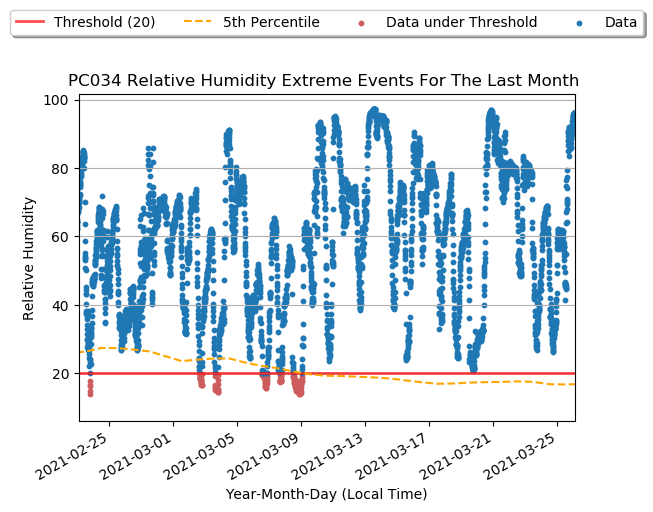 Threshold (20) 5th Percentile Data under Threshold Data
PC034 Relative Humidity Extreme Events For The Last Month
100
80
60
40
20
Relative Humidity
2021-02-25 2021-03-01 2021-03-05 2021-03-09 2021-03-13 2021-03-17 2021-03-21 2021-03-25
Year-Month-Day (Local Time)